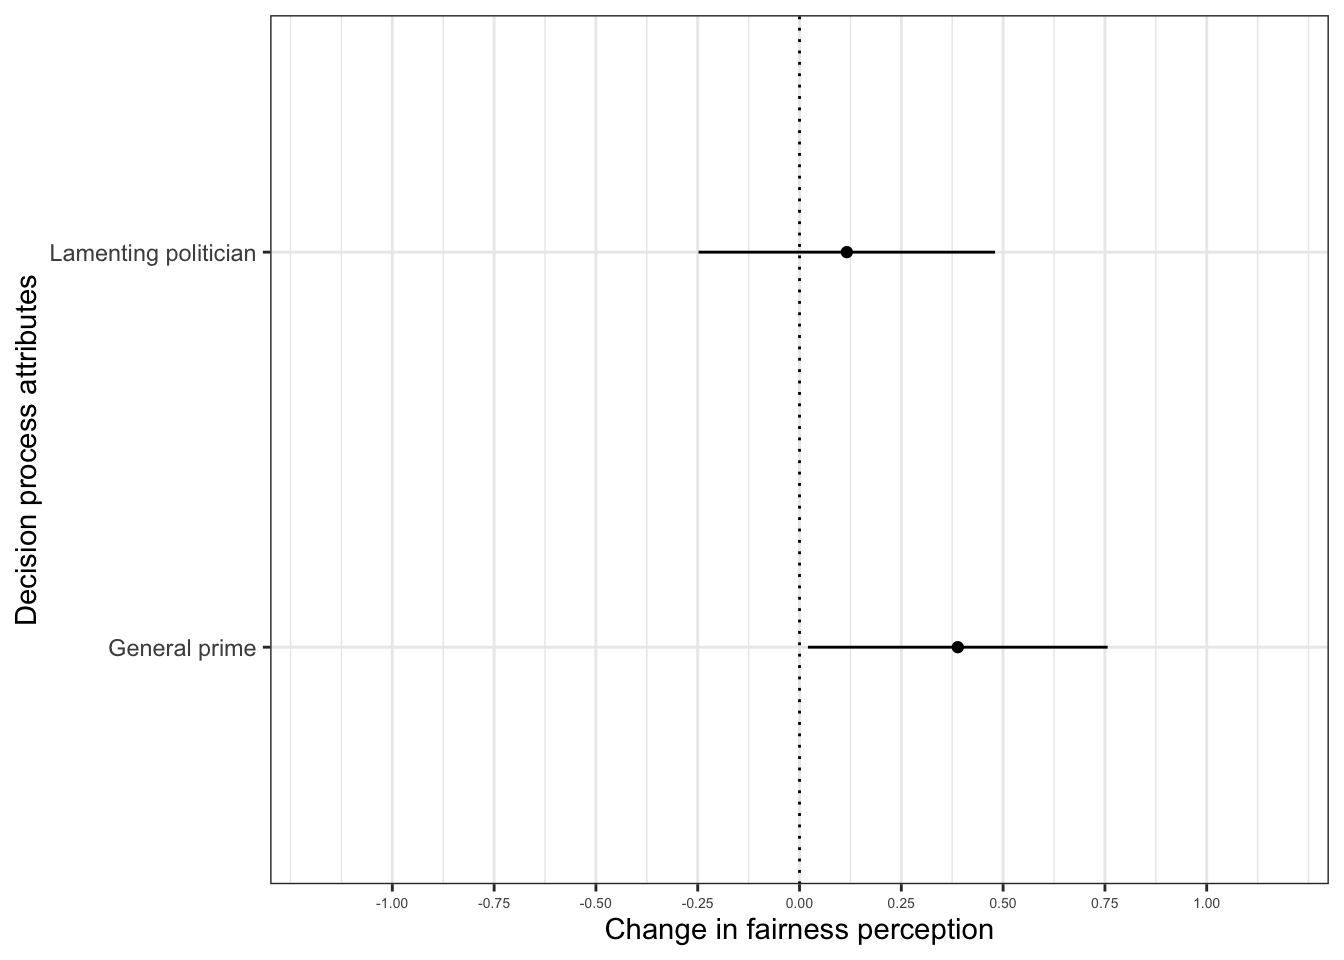 Decision process attributes
Lamenting politician
General prime
-1.00 -0.75 -0.50 -0.25 0.00 0.25 0.50 0.75 1.00
Change in fairness perception